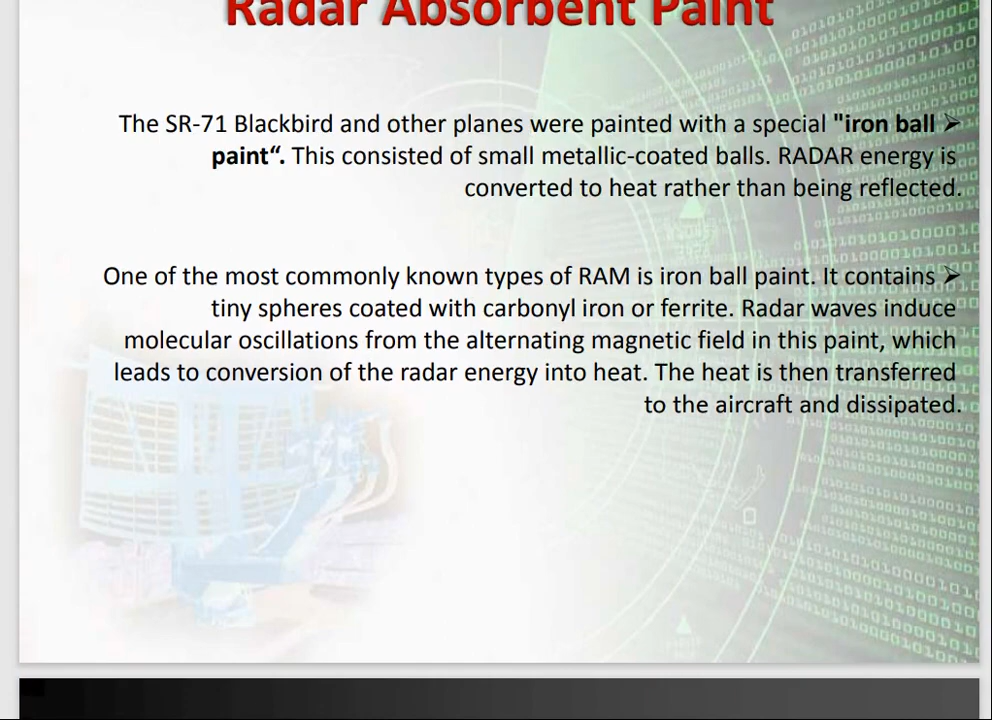 Radar Absorbent Paint
The SR-71 Blackbird and other planes were painted with a special "iron ball ➢
paint“. This consisted of small metallic-coated balls. RADAR energy is
converted to heat rather than being reflected.
One of the most commonly known types of RAM is iron ball paint. It contains ➢
tiny spheres coated with carbonyl iron or ferrite. Radar waves induce
molecular oscillations from the alternating magnetic field in this paint, which
leads to conversion of the radar energy into heat. The heat is then transferred
to the aircraft and dissipated.